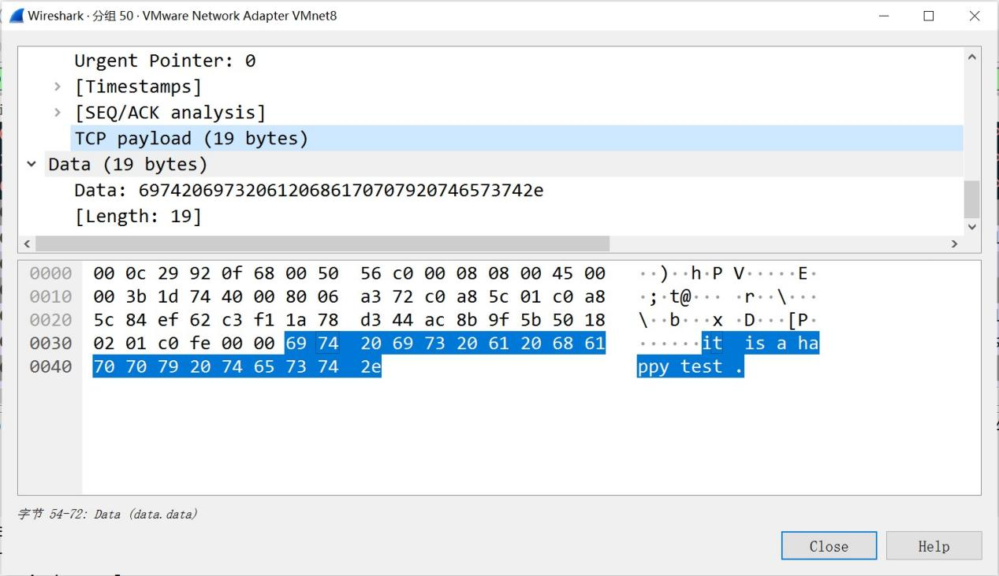 Wireshark · 分组 50 · VMware Network Adapter VMnet8
Urgent Pointer: 0
[Timestamps]
[SEQ/ACK analysis]
TCP payload (19 bytes)
Data (19 bytes)
Data: 6974206973206120686170707920746573742e
[Length: 19]
0000 00 0c 29 92 0f 68 00 50 56 c0 00 08 08 00 45 00 ··)··h·P V·····E·
0010 00 3b 1d 74 40 00 80 06 a3 72 c0 a8 5c 01 c0 a8 ·;·t@··· ·r··\···
0020 5c 84 ef 62 c3 f1 1a 78 d3 44 ac 8b 9f 5b 50 18 \··b···x ·D···[P·
0030 02 01 c0 fe 00 00 69 74 20 69 73 20 61 20 68 61 ······it is a ha
0040 70 70 79 20 74 65 73 74 2e ppy test .
字节 54-72: Data (data.data)
Close Help